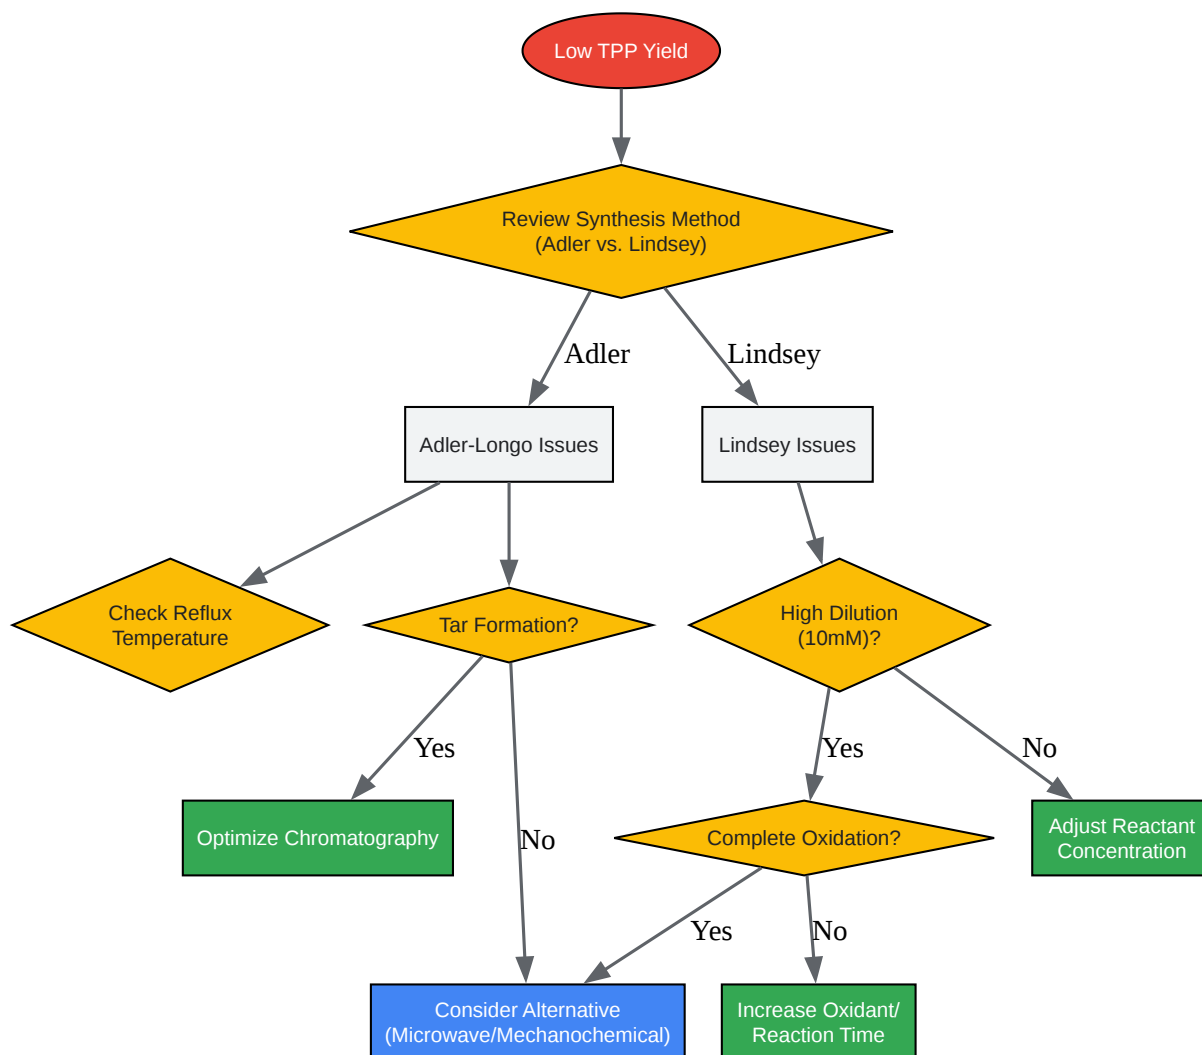 Low TPP Yield
Review Synthesis Method
(Adler vs. Lindsey)
Adler
Lindsey
Adler-Longo Issues
Lindsey Issues
Check Reflux
Temperature
Tar Formation?
High Dilution
(10mM)?
Yes
Yes
No
Optimize Chromatography
No
Complete Oxidation?
Adjust Reactant
Concentration
Yes
No
Consider Alternative
(Microwave/Mechanochemical)
Increase Oxidant/
Reaction Time